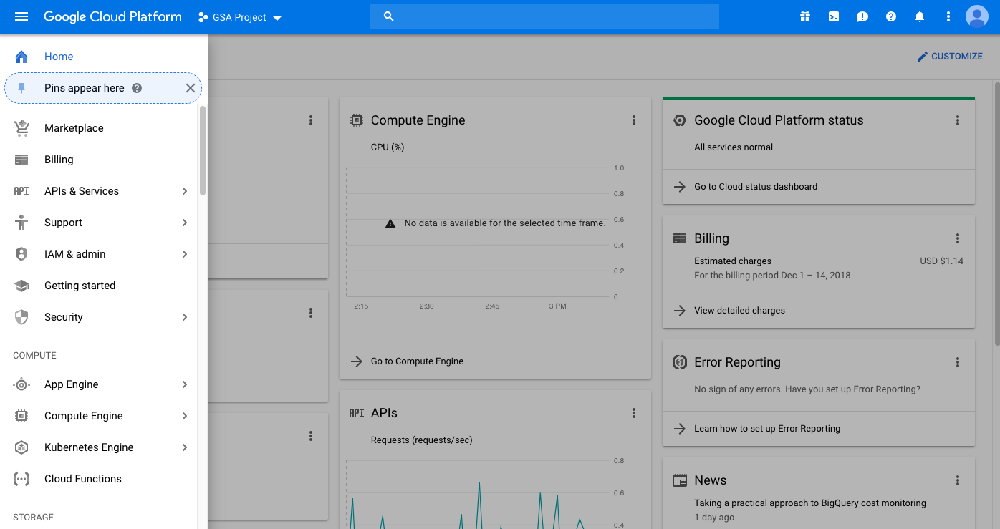 Google Cloud Platform
GSA Project
Home
Pins appear here
Marketplace
Billing
API APIs & Services
Support
IAM & admin
Getting started
Security
COMPUTE
App Engine
Compute Engine
Kubernetes Engine
Cloud Functions
STORAGE
CUSTOMIZE
Compute Engine
CPU (%)
1.0
0.8
0.6
No data is available for the selected time frame.
0.4
0.2
0
2:15 2:30 2:45 3 PM
Go to Compute Engine
API APIs
Requests (requests/sec)
0.8
0.6
0.4
Google Cloud Platform status
All services normal
Go to Cloud status dashboard
Billing
Estimated charges USD $1.14
For the billing period Dec 1 – 14, 2018
View detailed charges
Error Reporting
No sign of any errors. Have you set up Error Reporting?
Learn how to set up Error Reporting
News
Taking a practical approach to BigQuery cost monitoring
1 day ago